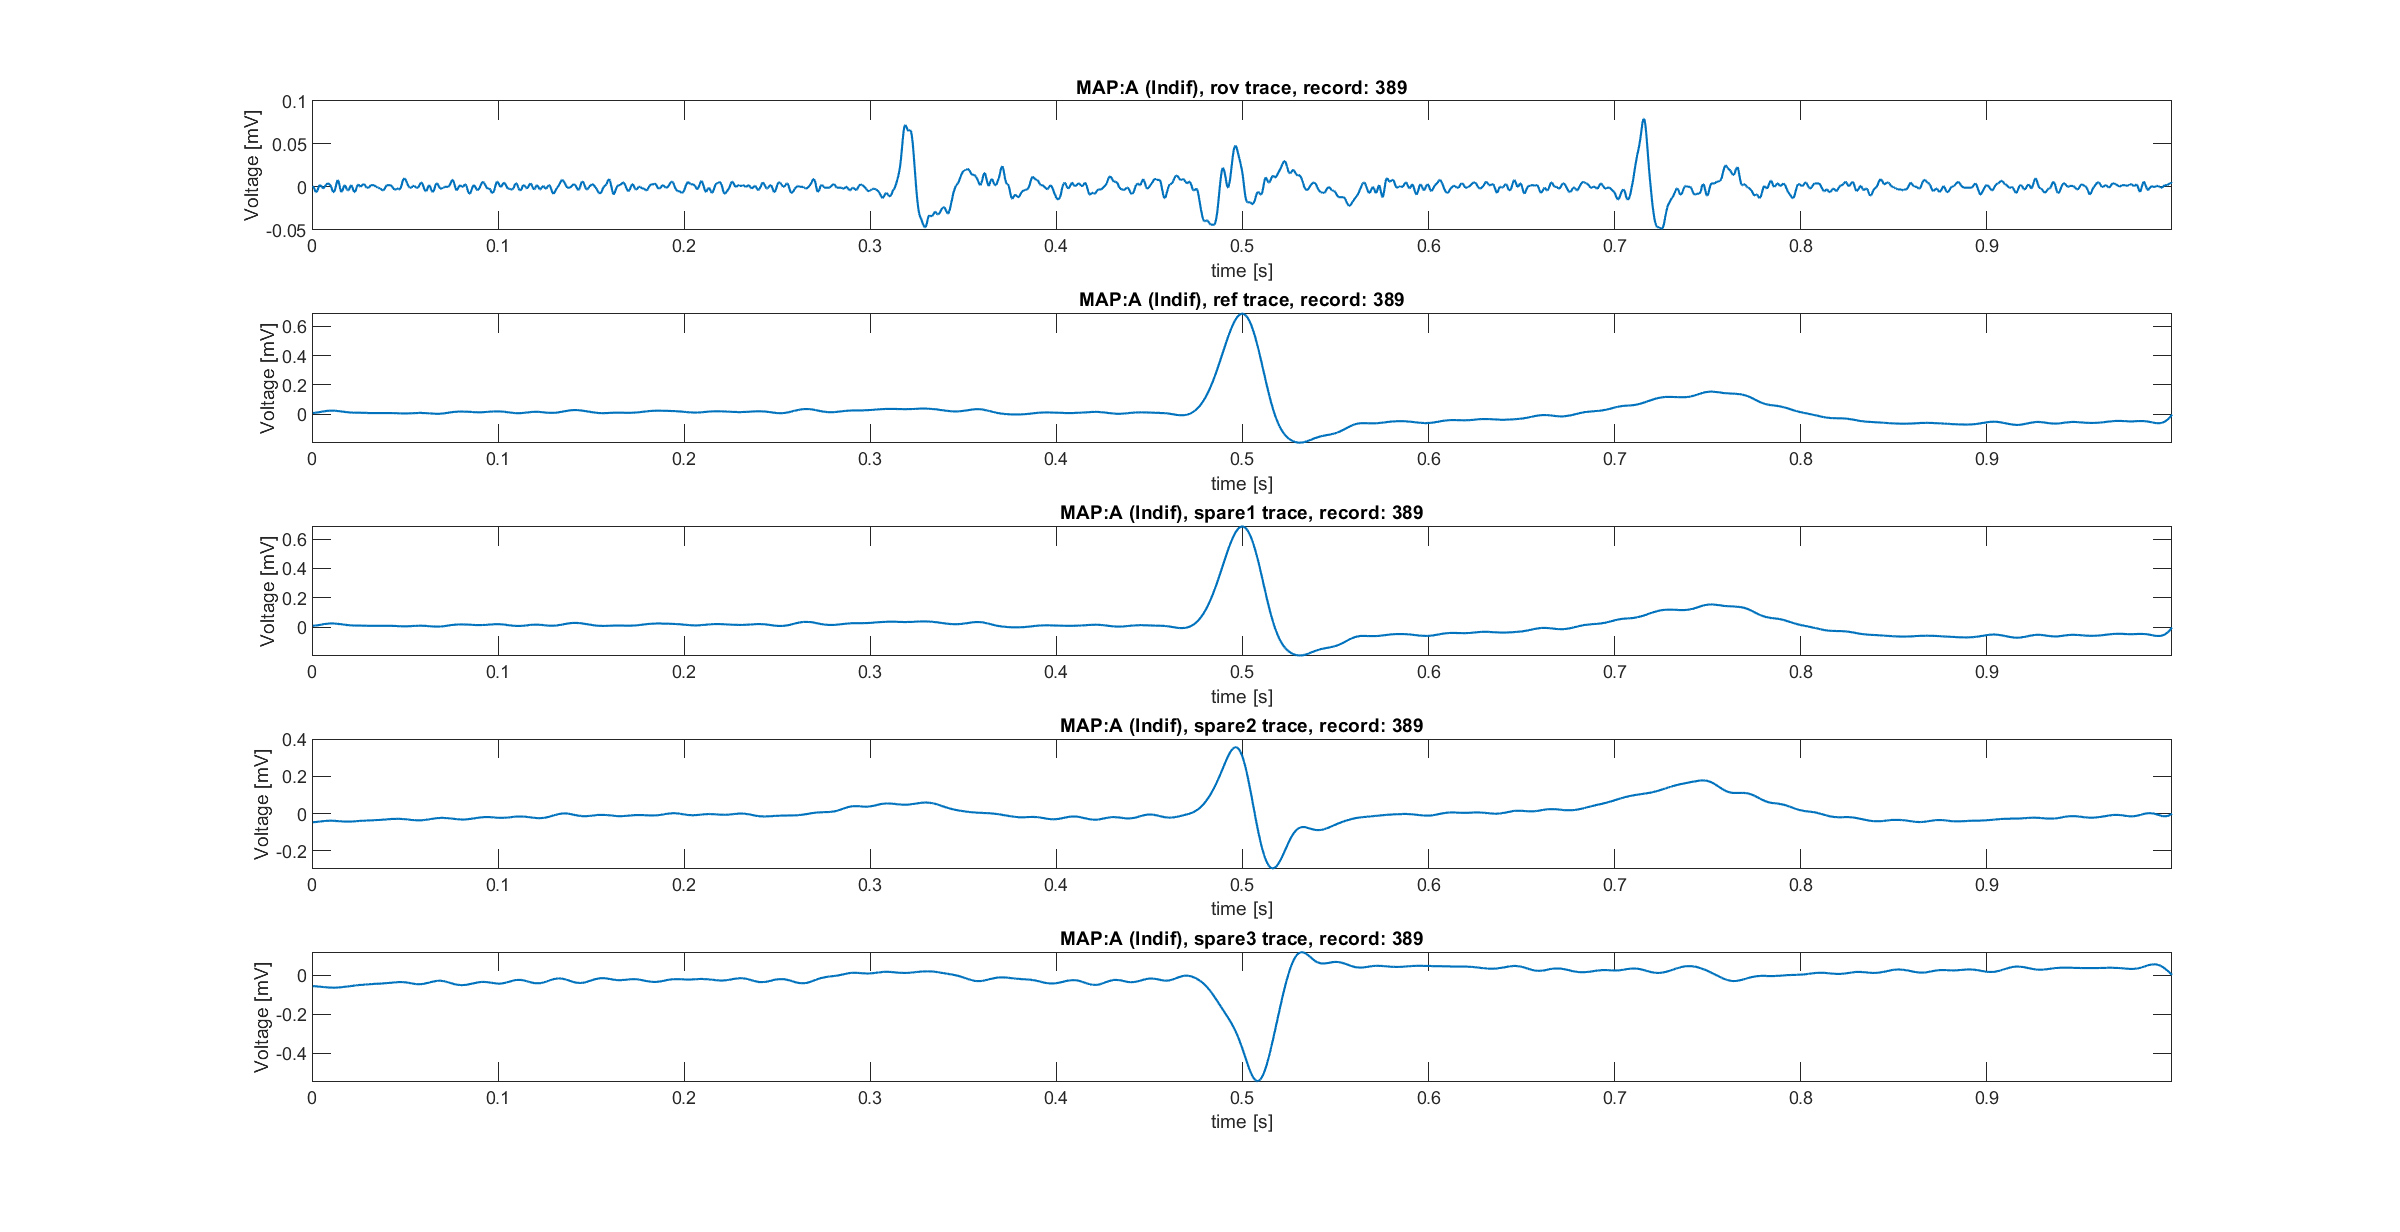 MAP:A (Indif), rov trace, record: 389
Voltage [mV]
0.1
0.05
0
-0.05
0 0.1 0.2 0.3 0.4 0.5 0.6 0.7 0.8 0.9
time [s]
MAP:A (Indif), ref trace, record: 389
Voltage [mV]
0.6
0.4
0.2
0
0 0.1 0.2 0.3 0.4 0.5 0.6 0.7 0.8 0.9
time [s]
MAP:A (Indif), spare1 trace, record: 389
Voltage [mV]
0.6
0.4
0.2
0
0 0.1 0.2 0.3 0.4 0.5 0.6 0.7 0.8 0.9
time [s]
MAP:A (Indif), spare2 trace, record: 389
Voltage [mV]
0.4
0.2
0
-0.2
0 0.1 0.2 0.3 0.4 0.5 0.6 0.7 0.8 0.9
time [s]
MAP:A (Indif), spare3 trace, record: 389
Voltage [mV]
0
-0.2
-0.4
0 0.1 0.2 0.3 0.4 0.5 0.6 0.7 0.8 0.9
time [s]